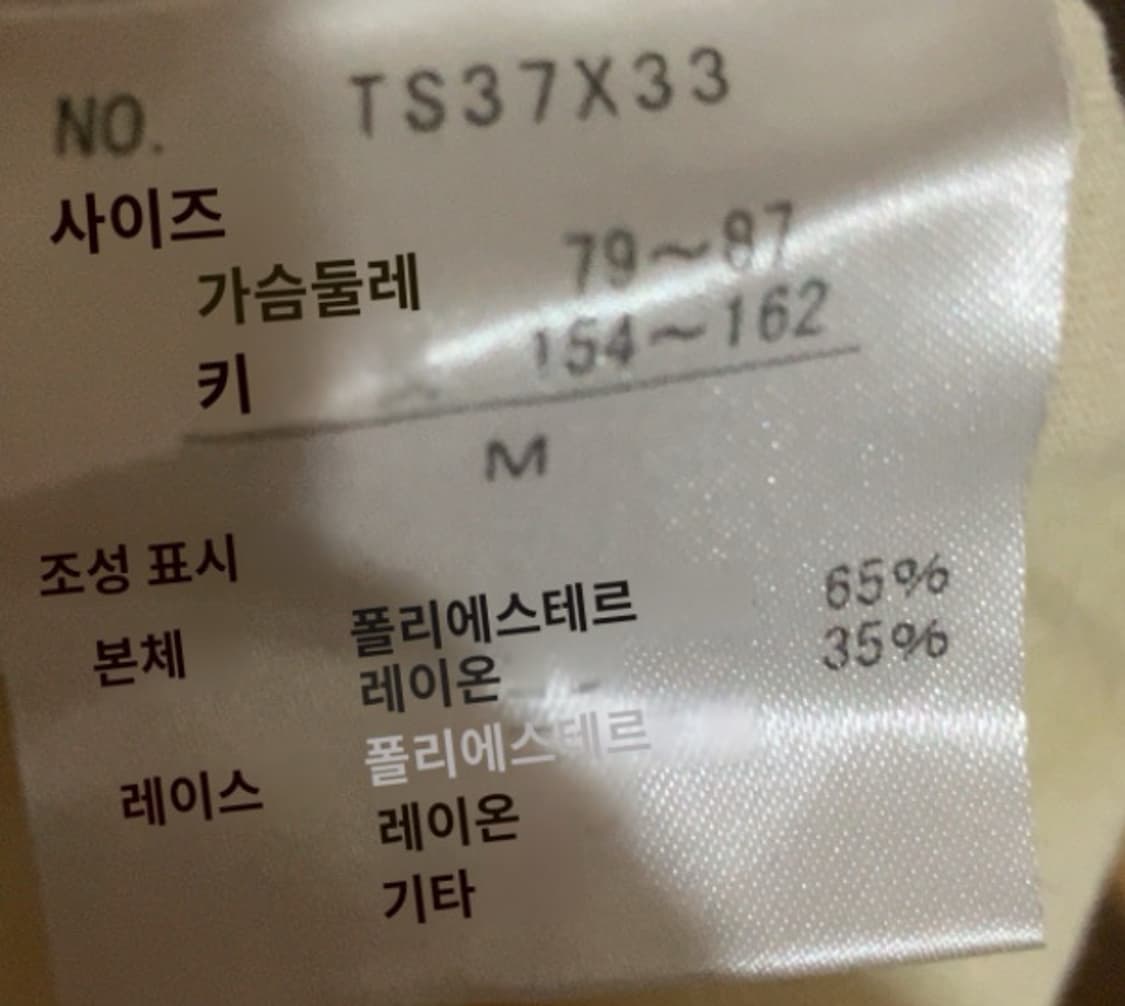 NO. TS37X33
사이즈
가슴둘레 79~87
키 154~162
M
조성 표시
폴리에스테르 65%
본체 레이온 35%
폴리에스테르
레이스
레이온
기타